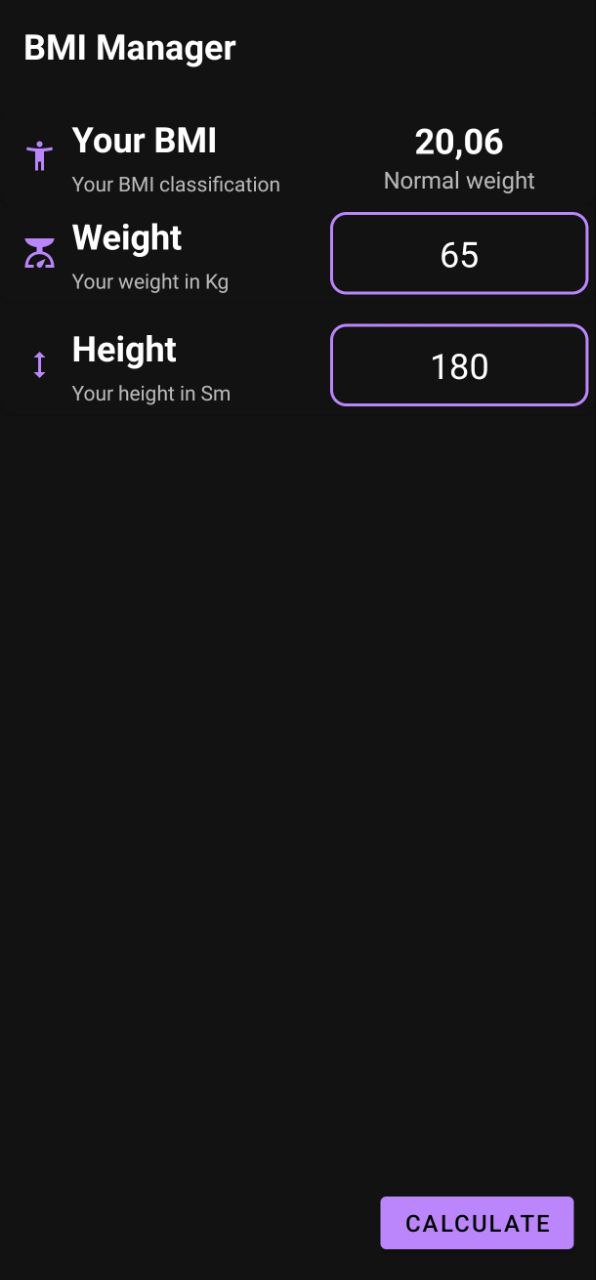 BMI Manager
Your BMI
20,06
Your BMI classification
Normal weight
Weight
65
Your weight in Kg
Height
180
Your height in Sm
CALCULATE